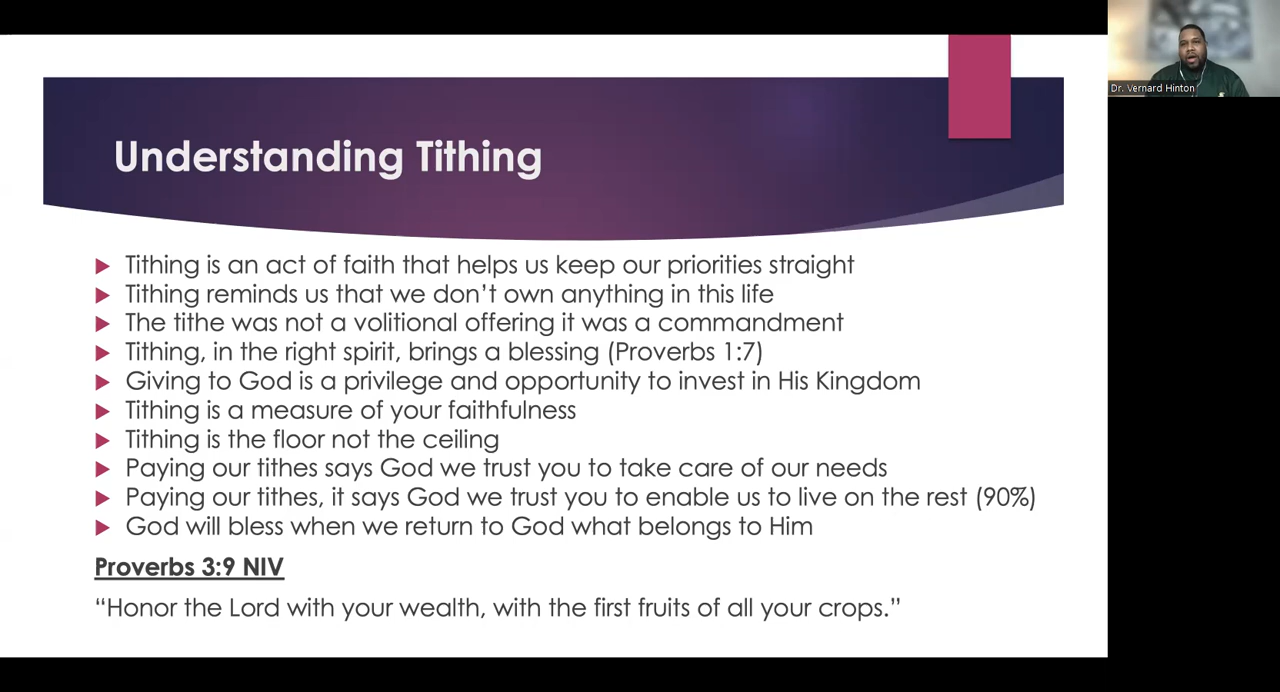 Understanding Tithing
Tithing is an act of faith that helps us keep our priorities straight
Tithing reminds us that we don’t own anything in this life
The tithe was not a volitional offering it was a commandment
Tithing, in the right spirit, brings a blessing (Proverbs 1:7)
Giving to God is a privilege and opportunity to invest in His Kingdom
Tithing is a measure of your faithfulness
Tithing is the floor not the ceiling
Paying our tithes says God we trust you to take care of our needs
Paying our tithes, it says God we trust you to enable us to live on the rest (90%)
God will bless when we return to God what belongs to Him
Proverbs 3:9 NIV
“Honor the Lord with your wealth, with the first fruits of all your crops.”
Dr. Vernard Hinton